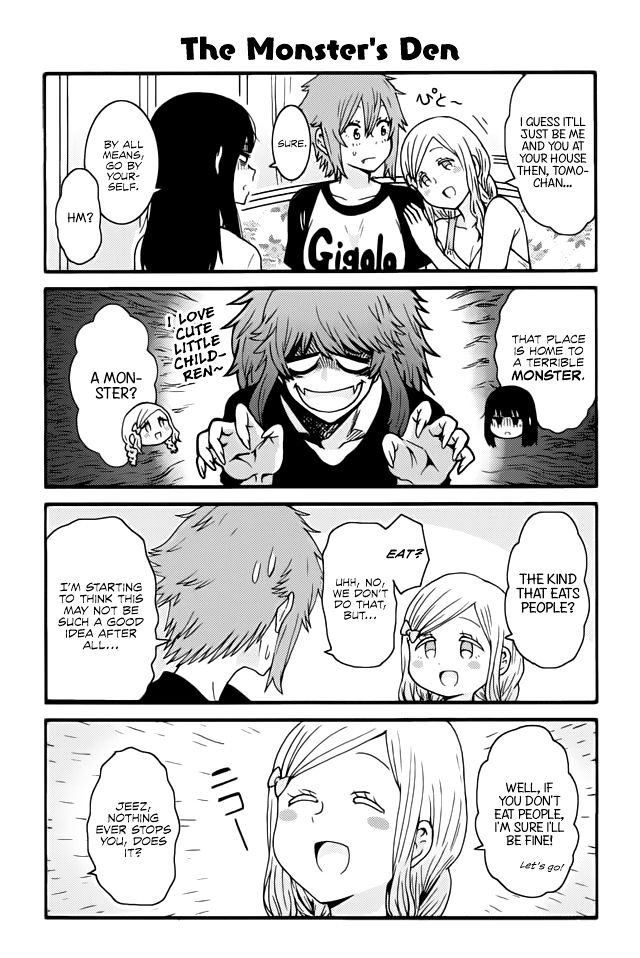 The Monster's Den
I GUESS IT'LL
JUST BE ME
AND YOU AT
YOUR HOUSE
THEN, TOMO-
CHAN...
ぴと～
SURE.
Gigolo
BY ALL
MEANS,
GO BY
YOUR-
SELF.
HM?
THAT PLACE
IS HOME TO
A TERRIBLE
MONSTER.
I LOVE
CUTE
LITTLE
CHILD-
REN~
A MON-
STER?
THE KIND
THAT EATS
PEOPLE?
EAT?
UHH, NO,
WE DON'T
DO THAT,
BUT...
I'M STARTING
TO THINK THIS
MAY NOT BE
SUCH A GOOD
IDEA AFTER
ALL...
WELL, IF
YOU DON'T
EAT PEOPLE,
I'M SURE I'LL
BE FINE!
Let's go!
ニコー
JEEZ,
NOTHING
EVER STOPS
YOU, DOES
IT?